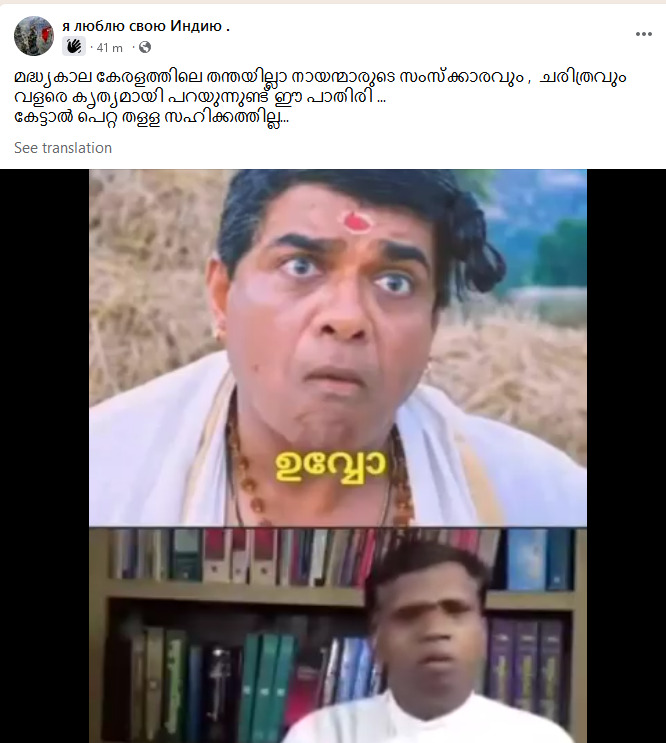 я люблю свою Индию .
41 m
മദ്ധ്യകാല കേരളത്തിലെ തന്തയില്ലാ നായന്മാരുടെ സംസ്ക്കാരവും , ചരിത്രവും
വളരെ കൃത്യമായി പറയുന്നുണ്ട് ഈ പാതിരി ...
കേട്ടാൽ പെറ്റ തള്ള സഹിക്കത്തില്ല...
See translation
ഉവ്വോ